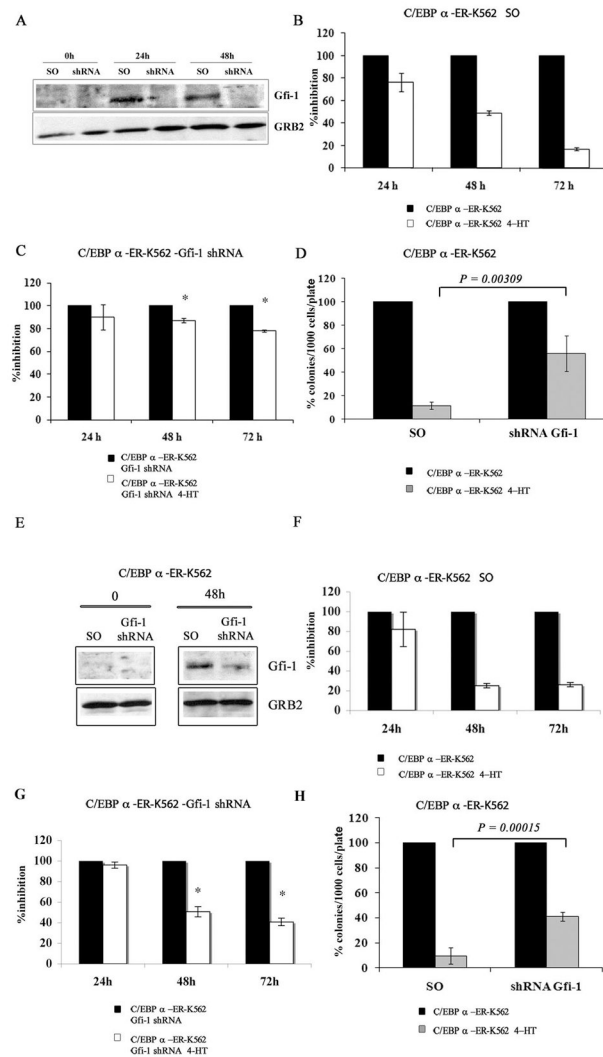 A
0h 24h 48h
SO shRNA SO shRNA SO shRNA
Gfi-1
GRB2
B
C/EBP α -ER-K562 SO
%inhibition
120
100
80
60
40
20
0
24 h 48 h 72 h
C/EBP α -ER-K562
C/EBP α -ER-K562 4-HT
C
C/EBP α -ER-K562 -Gfi-1 shRNA
%inhibition
120
100
80
60
40
20
0
* *
24 h 48 h 72 h
C/EBP α -ER-K562
Gfi-1 shRNA
C/EBP α -ER-K562
Gfi-1 shRNA 4-HT
D
C/EBP α -ER-K562
P = 0.00309
% colonies/1000 cells/plate
120
100
80
60
40
20
0
SO shRNA Gfi-1
C/EBP α -ER-K562
C/EBP α -ER-K562 4-HT
E
C/EBP α -ER-K562
0 48h
SO Gfi-1 shRNA SO Gfi-1 shRNA
Gfi-1
GRB2
F
C/EBP α -ER-K562 SO
%inhibition
120
100
80
60
40
20
0
24h 48h 72h
C/EBP α -ER-K562
C/EBP α -ER-K562 4-HT
G
C/EBP α -ER-K562 -Gfi-1 shRNA
%inhibition
120
100
80
60
40
20
0
* *
24h 48h 72h
C/EBP α -ER-K562
Gfi-1 shRNA
C/EBP α -ER-K562
Gfi-1 shRNA 4-HT
H
C/EBP α -ER-K562
P = 0.00015
% colonies/1000 cells/plate
120
100
80
60
40
20
0
SO shRNA Gfi-1
C/EBP α -ER-K562
C/EBP α -ER-K562 4-HT